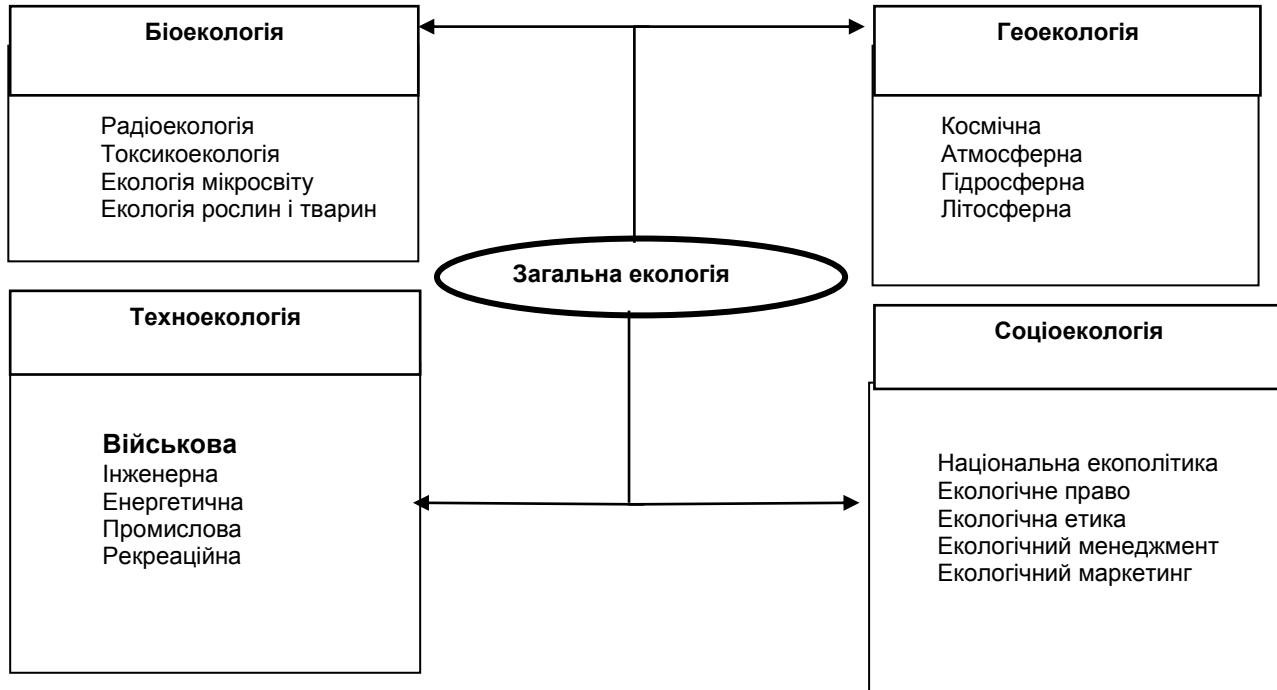 Біоекологія
Радіоекологія
Токсикоекологія
Екологія мікросвіту
Екологія рослин і тварин
Геоекологія
Космічна
Атмосферна
Гідросферна
Літосферна
Загальна екологія
Техноекологія
Військова
Інженерна
Енергетична
Промислова
Рекреаційна
Соціоекологія
Національна екополітика
Екологічне право
Екологічна етика
Екологічний менеджмент
Екологічний маркетинг